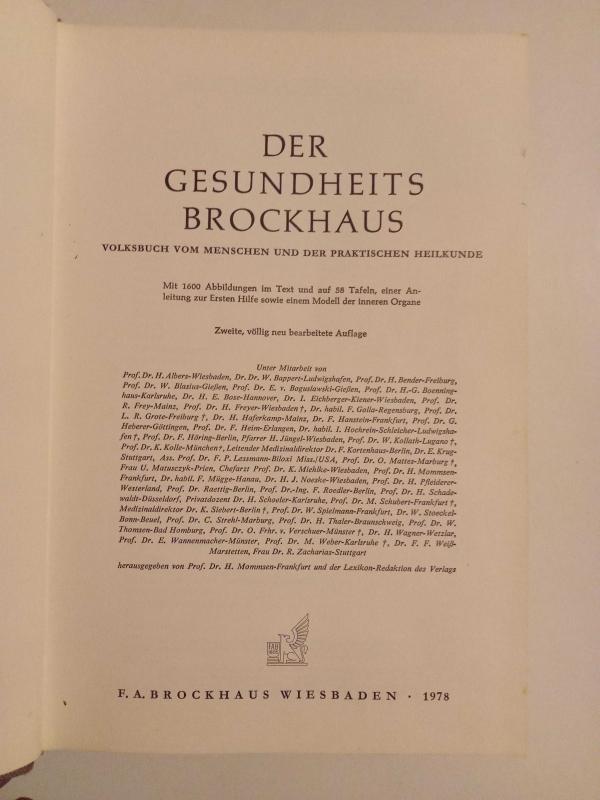 DER
GESUNDHEITS
BROCKHAUS
VOLKSBUCH VOM MENSCHEN UND DER PRAKTISCHEN HEILKUNDE
Mit 1600 Abbildungen im Text und auf 58 Tafeln, einer An-
leitung zur Ersten Hilfe sowie einem Modell der inneren Organe
Zweite, völlig neu bearbeitete Auflage
Unter Mitarbeit von
Prof. Dr. H. Albers-Wiesbaden, Dr. Dr. W. Bappert-Ludwigshafen, Prof. Dr. H. Bender-Freiburg,
Prof. Dr. W. Blasius-Gießen, Prof. Dr. E. v. Boguslawski-Gießen, Prof. Dr. H.-G. Boenning-
haus-Karlsruhe, Dr. H. E. Bose-Hannover, Dr. I. Eichberger-Kiener-Wiesbaden, Prof. Dr.
R. Frey-Mainz, Prof. Dr. H. Freyer-Wiesbaden †, Dr. habil. F. Galla-Regensburg, Prof. Dr.
L. R. Grote-Freiburg †, Dr. H. Haferkamp-Mainz, Dr. F. Hanstein-Frankfurt, Prof. Dr. G.
Heberer-Göttingen, Prof. Dr. F. Heim-Erlangen, Dr. habil. I. Hochrein-Schleicher-Ludwigsha-
fen †, Prof. Dr. F. Höring-Berlin, Pfarrer H. Jüngel-Wiesbaden, Prof. Dr. W. Kollath-Lugano †,
Prof. Dr. K. Kolle-München †, Leitender Medizinaldirektor Dr. F. Kortenhaus-Berlin, Dr. E. Krug-
Stuttgart, Ass. Prof. Dr. F. P. Lessmann-Biloxi Miss./USA, Prof. Dr. O. Mattes-Marburg †,
Frau U. Matusczyk-Prien, Chefarzt Prof. Dr. K. Miehlke-Wiesbaden, Prof. Dr. H. Mommsen-
Frankfurt, Dr. habil. F. Mügge-Hanau, Dr. H. J. Noeske-Wiesbaden, Prof. Dr. H. Pfleiderer-
Westerland, Prof. Dr. Raettig-Berlin, Prof. Dr.-Ing. F. Roedler-Berlin, Prof. Dr. H. Schade-
waldt-Düsseldorf, Privatdozent Dr. H. Schoeler-Karlsruhe, Prof. Dr. M. Schubert-Frankfurt †,
Medizinaldirektor Dr. K. Siebert-Berlin †, Prof. Dr. W. Spielmann-Frankfurt, Dr. W. Stoeckel-
Bonn-Beuel, Prof. Dr. C. Strehl-Marburg, Prof. Dr. H. Thaler-Braunschweig, Prof. Dr. W.
Thomsen-Bad Homburg, Prof. Dr. O. Frhr. v. Verschuer-Münster †, Dr. H. Wagner-Wetzlar,
Prof. Dr. E. Wannenmacher-Münster, Prof. Dr. M. Weber-Karlsruhe †, Dr. F. F. Weiß-
Marstetten, Frau Dr. R. Zacharias-Stuttgart
herausgegeben von Prof. Dr. H. Mommsen-Frankfurt und der Lexikon-Redaktion des Verlags
F. A. BROCKHAUS WIESBADEN · 1978